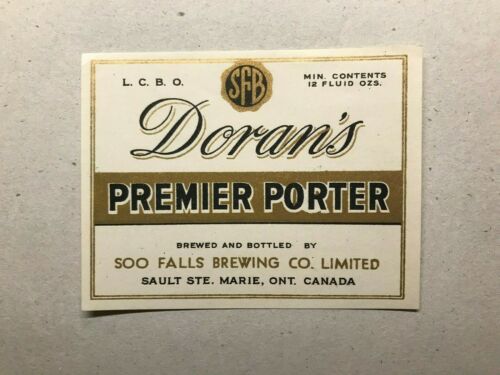 L. C. B. O.
SFB
MIN. CONTENTS
12 FLUID OZS.
Doran's
PREMIER PORTER
BREWED AND BOTTLED BY
SOO FALLS BREWING CO. LIMITED
SAULT STE. MARIE, ONT. CANADA